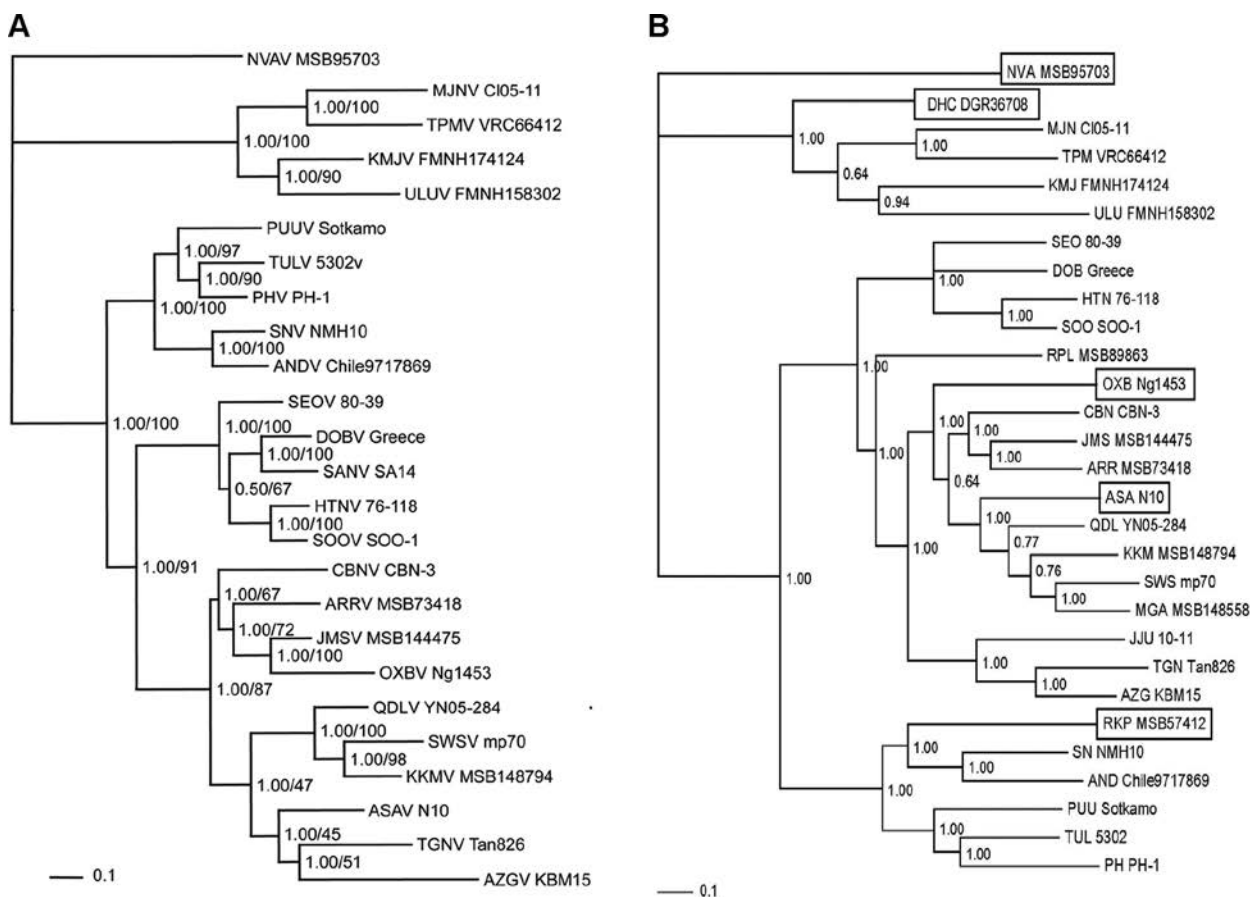 A
NVAV MSB95703
MJNV Cl05-11
1.00/100
TPMV VRC66412
1.00/100
KMJV FMNH174124
1.00/90
ULUV FMNH158302
PUUV Sotkamo
1.00/97
TULV 5302v
1.00/90
PHV PH-1
1.00/100
SNV NMH10
1.00/100
ANDV Chile9717869
SEOV 80-39
1.00/100
1.00/100
DOBV Greece
1.00/100
SANV SA14
0.50/67
HTNV 76-118
1.00/100
SOOV SOO-1
1.00/91
CBNV CBN-3
1.00/67
ARRV MSB73418
1.00/72
JMSV MSB144475
1.00/100
OXBV Ng1453
1.00/87
QDLV YN05-284
1.00/100
SWSV mp70
1.00/98
KKMV MSB148794
1.00/47
ASAV N10
1.00/45
TGNV Tan826
1.00/51
AZGV KBM15
0.1
B
NVA MSB95703
DHC DGR36708
MJN Cl05-11
1.00
1.00
TPM VRC66412
0.64
KMJ FMNH174124
0.94
ULU FMNH158302
SEO 80-39
DOB Greece
1.00
HTN 76-118
1.00
SOO SOO-1
RPL MSB89863
1.00
OXB Ng1453
CBN CBN-3
1.00
1.00
JMS MSB144475
1.00
1.00
ARR MSB73418
0.64
ASA N10
1.00
QDL YN05-284
1.00
0.77
KKM MSB148794
0.76
SWS mp70
1.00
1.00
MGA MSB148558
JJU 10-11
1.00
TGN Tan826
1.00
AZG KBM15
RKP MSB57412
1.00
SN NMH10
1.00
AND Chile9717869
1.00
PUU Sotkamo
1.00
TUL 5302
1.00
PH PH-1
0.1